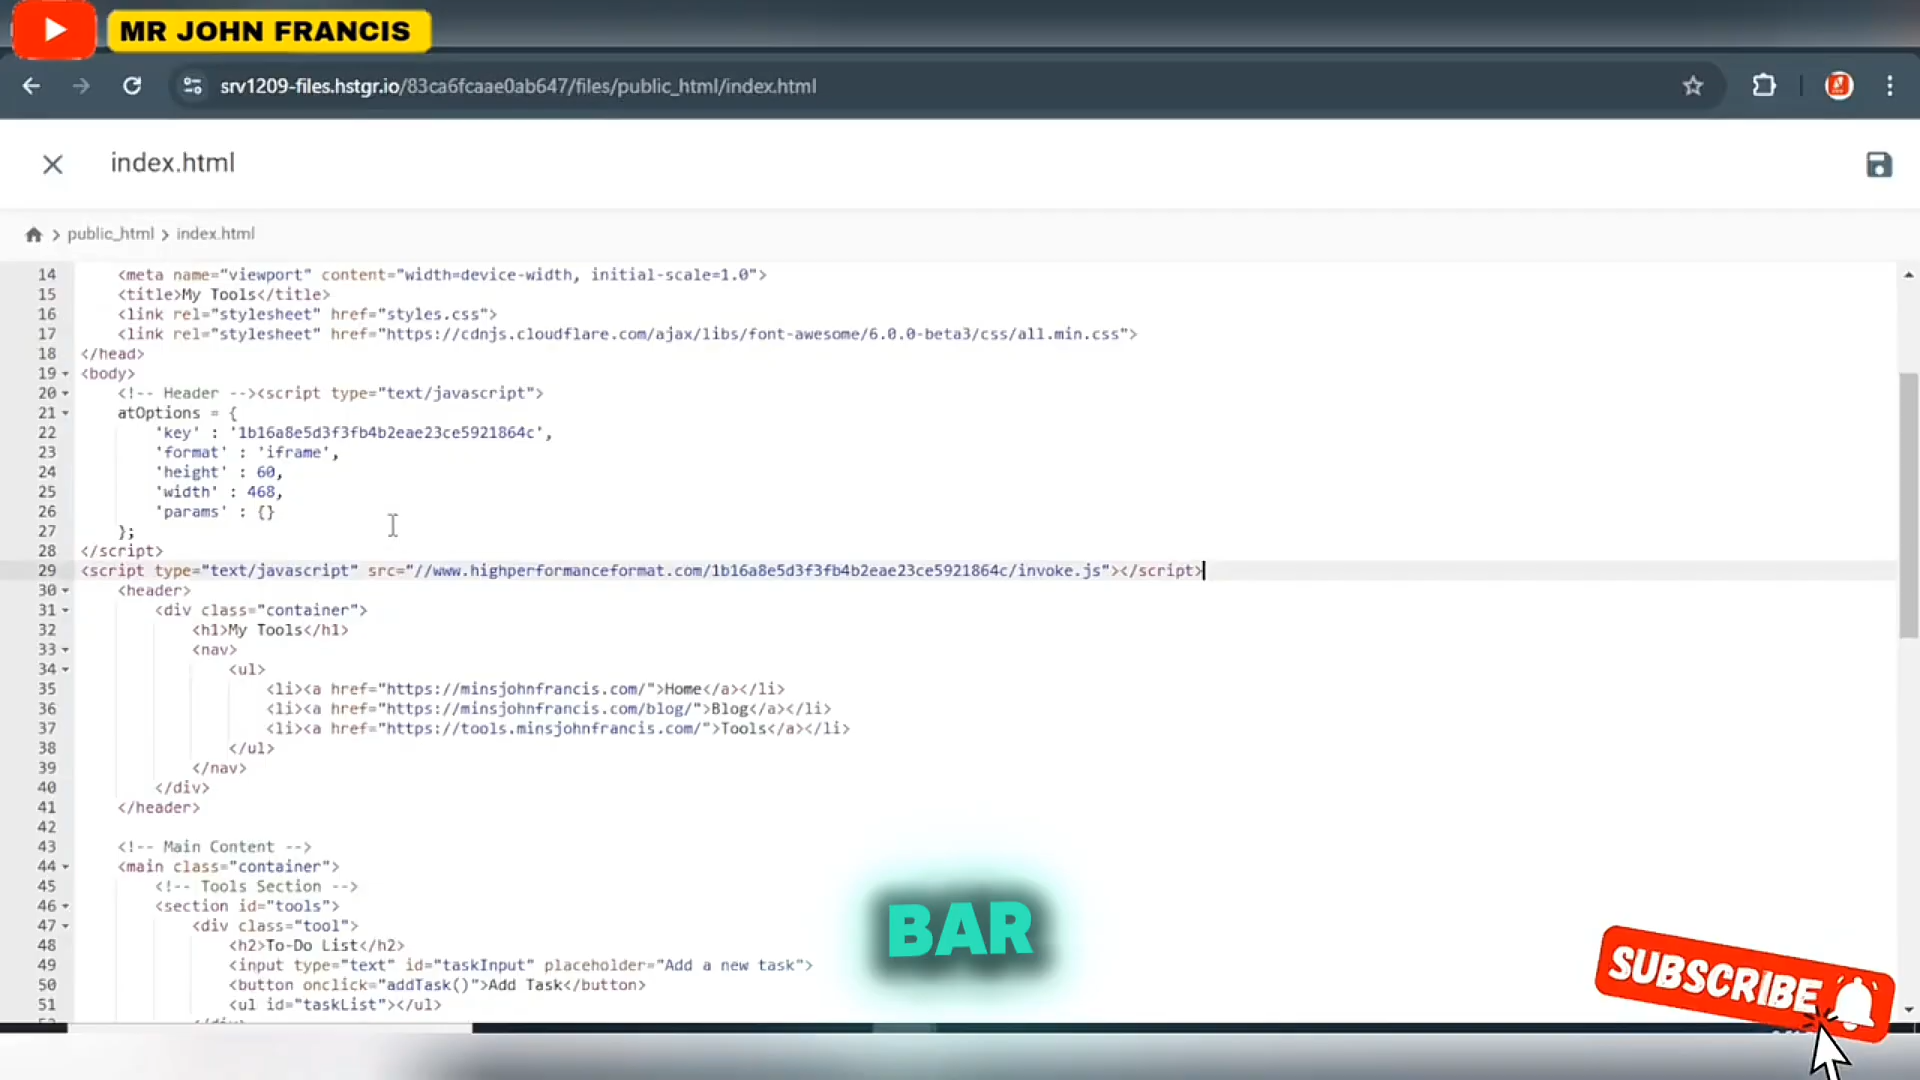 MR JOHN FRANCIS
srv1209-files.hstgr.io/83ca6fcaae0ab647/files/public_html/index.html
index.html
public_html > index.html
14 <meta name="viewport" content="width=device-width, initial-scale=1.0">
15 <title>My Tools</title>
16 <link rel="stylesheet" href="styles.css">
17 <link rel="stylesheet" href="https://cdnjs.cloudflare.com/ajax/libs/font-awesome/6.0.0-beta3/css/all.min.css">
18 </head>
19 <body>
20 <!-- Header --><script type="text/javascript">
21 atOptions = {
22 'key' : '1b16a8e5d3f3fb4b2eae23ce5921864c',
23 'format' : 'iframe',
24 'height' : 60,
25 'width' : 468,
26 'params' : {}
27 };
28 </script>
29 <script type="text/javascript" src="//www.highperformanceformat.com/1b16a8e5d3f3fb4b2eae23ce5921864c/invoke.js"></script>
30 <header>
31 <div class="container">
32 <h1>My Tools</h1>
33 <nav>
34 <ul>
35 <li><a href="https://minsjohnfrancis.com/">Home</a></li>
36 <li><a href="https://minsjohnfrancis.com/blog/">Blog</a></li>
37 <li><a href="https://tools.minsjohnfrancis.com/">Tools</a></li>
38 </ul>
39 </nav>
40 </div>
41 </header>
42
43 <!-- Main Content -->
44 <main class="container">
45 <!-- Tools Section -->
46 <section id="tools">
47 <div class="tool">
48 <h2>To-Do List</h2>
49 <input type="text" id="taskInput" placeholder="Add a new task">
50 <button onclick="addTask()">Add Task</button>
51 <ul id="taskList"></ul>
BAR
SUBSCRIBE